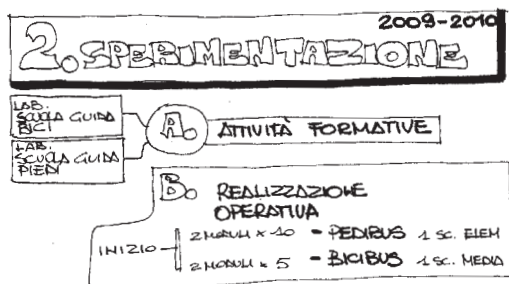 2009-2010
2. SPERIMENTAZIONE
LAB.
SCUOLA GUIDA
BICI
LAB.
SCUOLA GUIDA
PIEDI
A. ATTIVITÀ FORMATIVE
B. REALIZZAZIONE
OPERATIVA
INIZIO
2 MODULI × 10 - PEDIBUS 1 SC. ELEM
2 MODULI × 5 - BICIBUS 1 SC. MEDIA